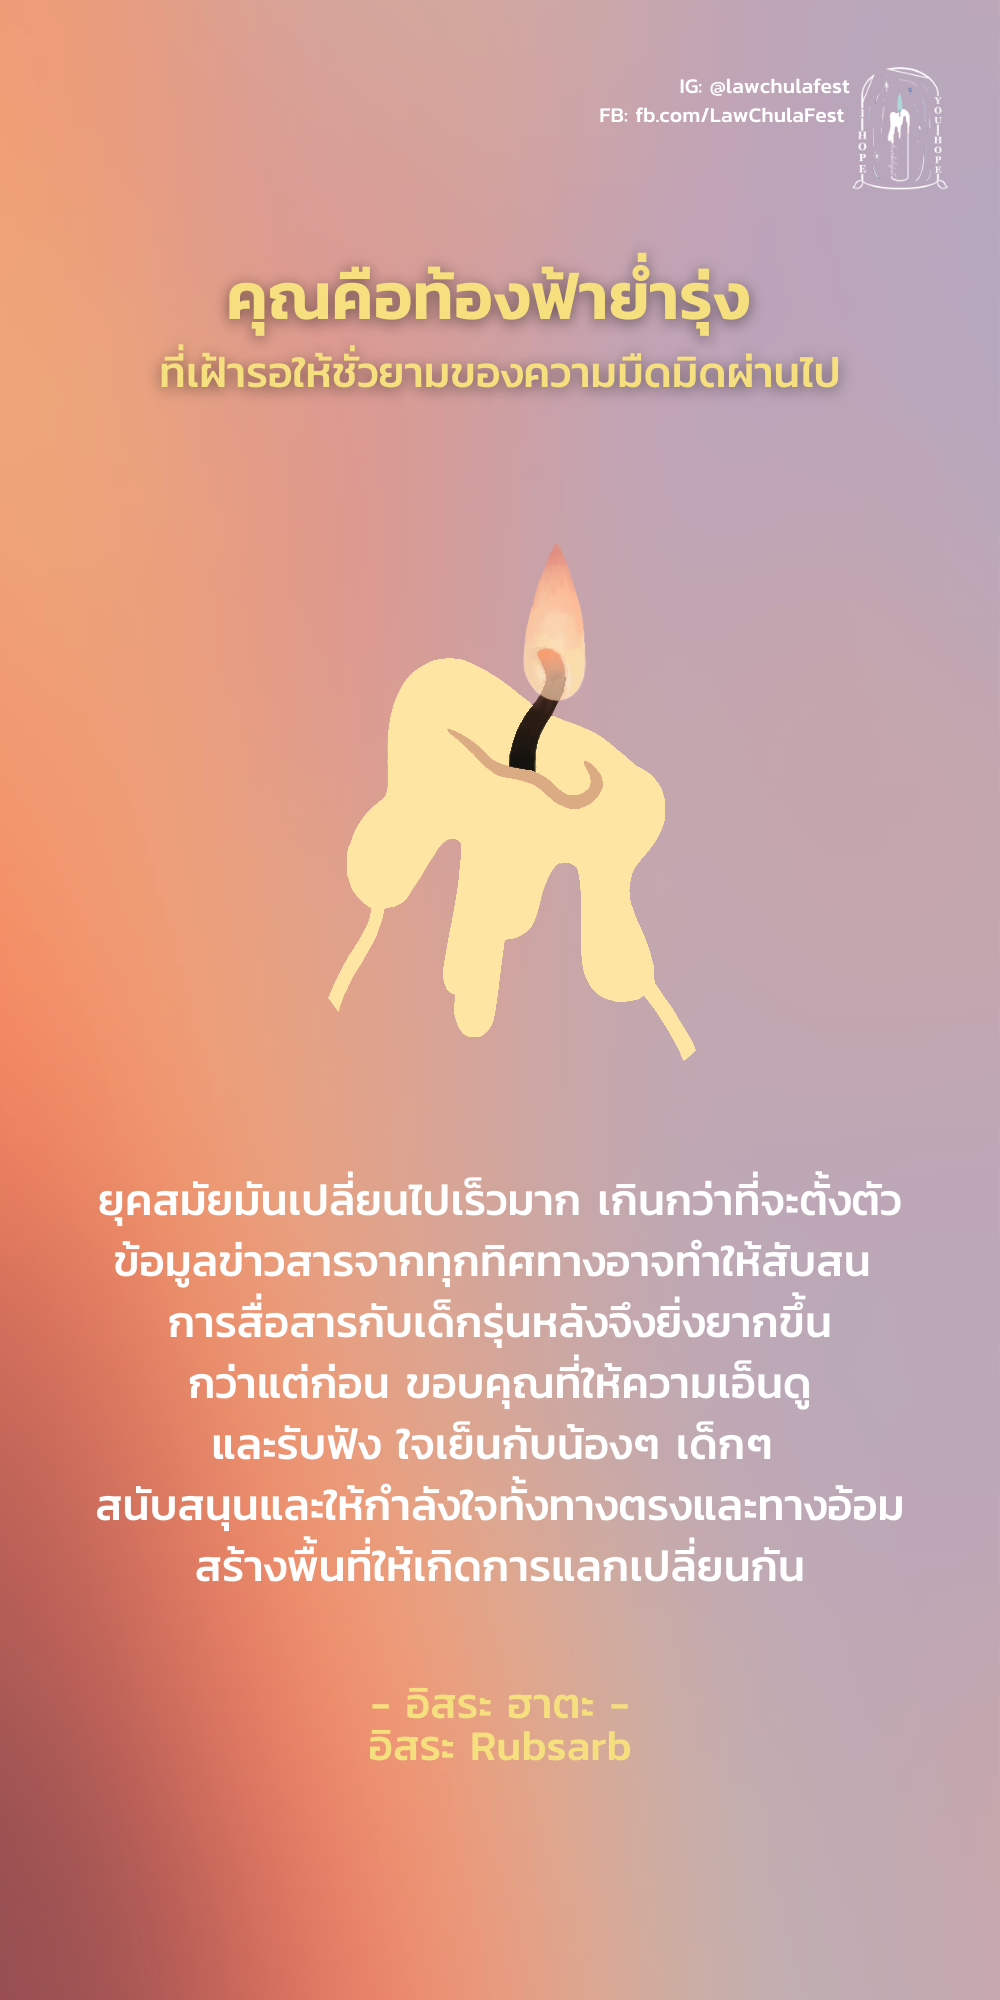 IG: @lawchulafest
FB: fb.com/LawChulaFest
I HOPE
YOU HOPE
คุณคือท้องฟ้าย่ำรุ่ง
ที่เฝ้ารอให้ชั่วยามของความมืดมิดผ่านไป
ยุคสมัยมันเปลี่ยนไปเร็วมาก เกินกว่าที่จะตั้งตัว
ข้อมูลข่าวสารจากทุกทิศทางอาจทำให้สับสน
การสื่อสารกับเด็กรุ่นหลังจึงยิ่งยากขึ้น
กว่าแต่ก่อน ขอบคุณที่ให้ความเอ็นดู
และรับฟัง ใจเย็นกับน้องๆ เด็กๆ
สนับสนุนและให้กำลังใจทั้งทางตรงและทางอ้อม
สร้างพื้นที่ให้เกิดการแลกเปลี่ยนกัน
- อิสระ ฮาตะ -
อิสระ Rubsarb